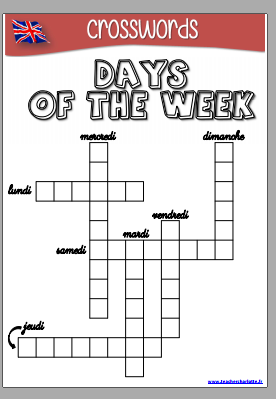 crosswords
DAYS
OF THE WEEK
mercredi
dimanche
lundi
vendredi
mardi
samedi
jeudi
www.teachercharlotte.fr